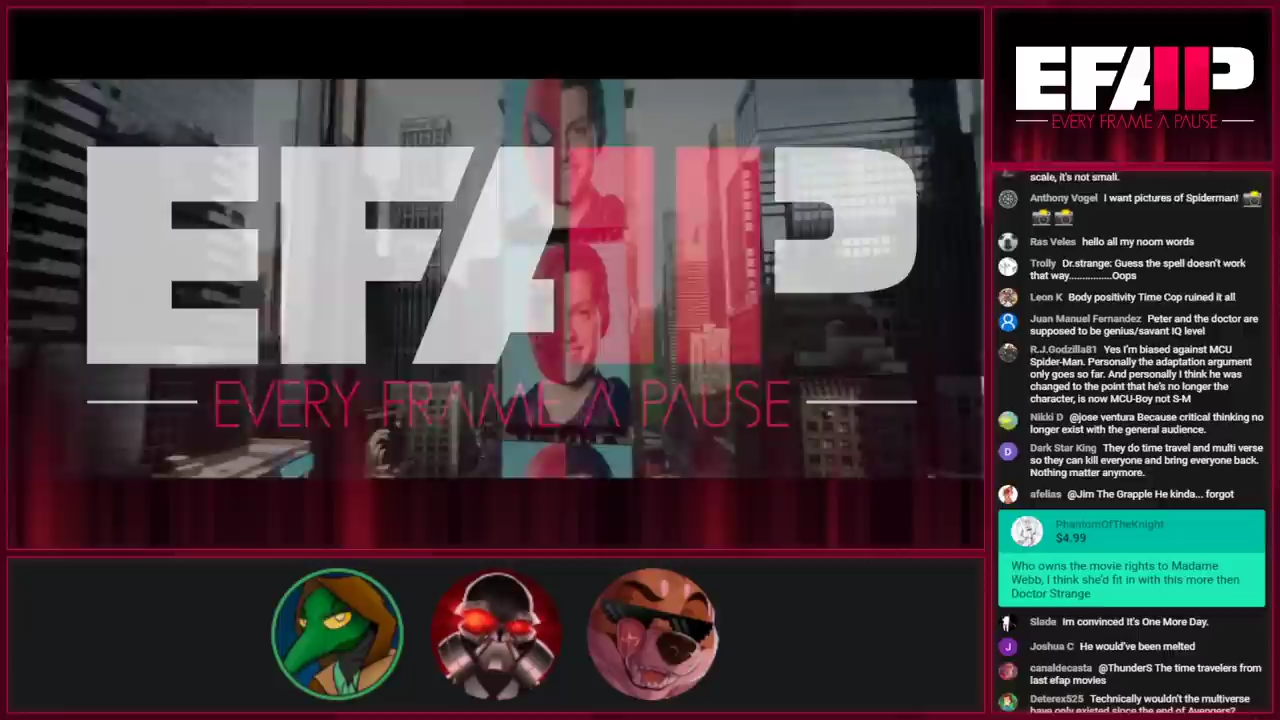 EFAP
EVERY FRAME A PAUSE
EFAP
EVERY FRAME A PAUSE
scale, it's not small.
Anthony Vogel I want pictures of Spiderman!
Ras Veles hello all my noom words
Trolly Dr.strange: Guess the spell doesn't work
that way...............Oops
Leon K Body positivity Time Cop ruined it all
Juan Manuel Fernandez Peter and the doctor are
supposed to be genius/savant IQ level
R.J.Godzilla81 Yes I'm biased against MCU
Spider-Man. Personally the adaptation argument
only goes so far. And personally I think he was
changed to the point that he's no longer the
character, is now MCU-Boy not S-M
Nikki D @jose ventura Because critical thinking no
longer exist with the general audience.
D
Dark Star King They do time travel and multi verse
so they can kill everyone and bring everyone back.
Nothing matter anymore.
afelias @Jim The Grapple He kinda... forgot
PhantomOfTheKnight
$4.99
Who owns the movie rights to Madame
Webb, I think she'd fit in with this more then
Doctor Strange
Slade Im convinced It's One More Day.
J
Joshua C He would've been melted
canaldecasta @ThunderS The time travelers from
last efap movies
Deterex525 Technically wouldn't the multiverse
have only existed since the end of Avengers?